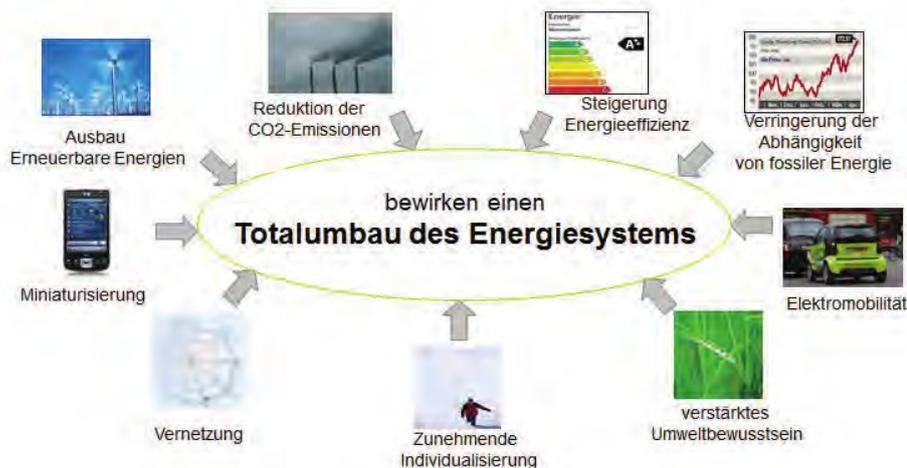 Energie
A+
Ausbau
Erneuerbare Energien
Reduktion der
CO2-Emissionen
Steigerung
Energieeffizienz
Verringerung der
Abhängigkeit
von fossiler Energie
bewirken einen
Totalumbau des Energiesystems
Miniaturisierung
Elektromobilität
Vernetzung
Zunehmende
Individualisierung
verstärktes
Umweltbewusstsein